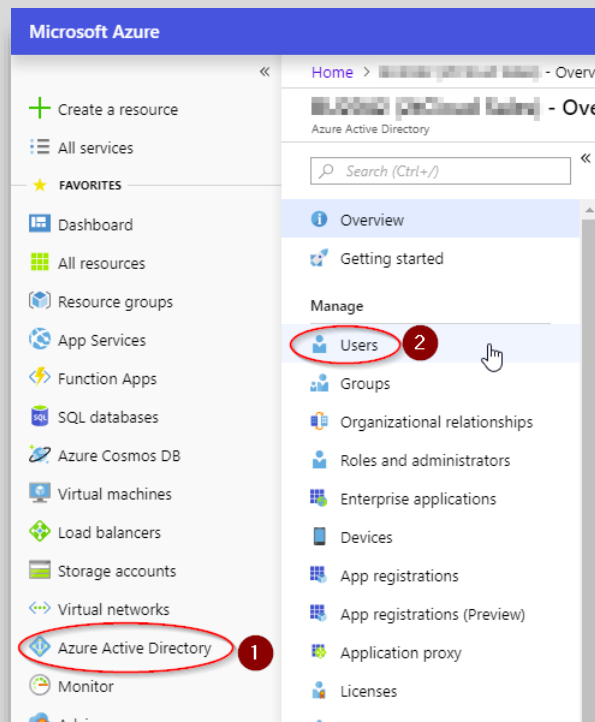 Microsoft Azure
«
Create a resource
All services
FAVORITES
Dashboard
All resources
Resource groups
App Services
Function Apps
SQL
SQL databases
Azure Cosmos DB
Virtual machines
Load balancers
Storage accounts
Virtual networks
Azure Active Directory
1
Monitor
Home > - Overv
- Ove
Azure Active Directory
Search (Ctrl+/)
«
Overview
Getting started
Manage
Users
2
Groups
Organizational relationships
Roles and administrators
Enterprise applications
Devices
App registrations
App registrations (Preview)
Application proxy
Licenses